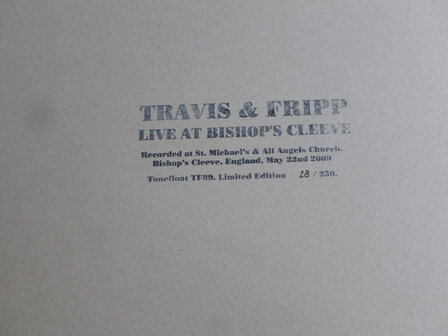 TRAVIS & FRIPP
LIVE AT BISHOP'S CLEEVE
Recorded at St. Michael's & All Angels Church.
Bishop's Cleeve, England, May 22nd 2009
Tonefloat TF89. Limited Edition 28 / 250.